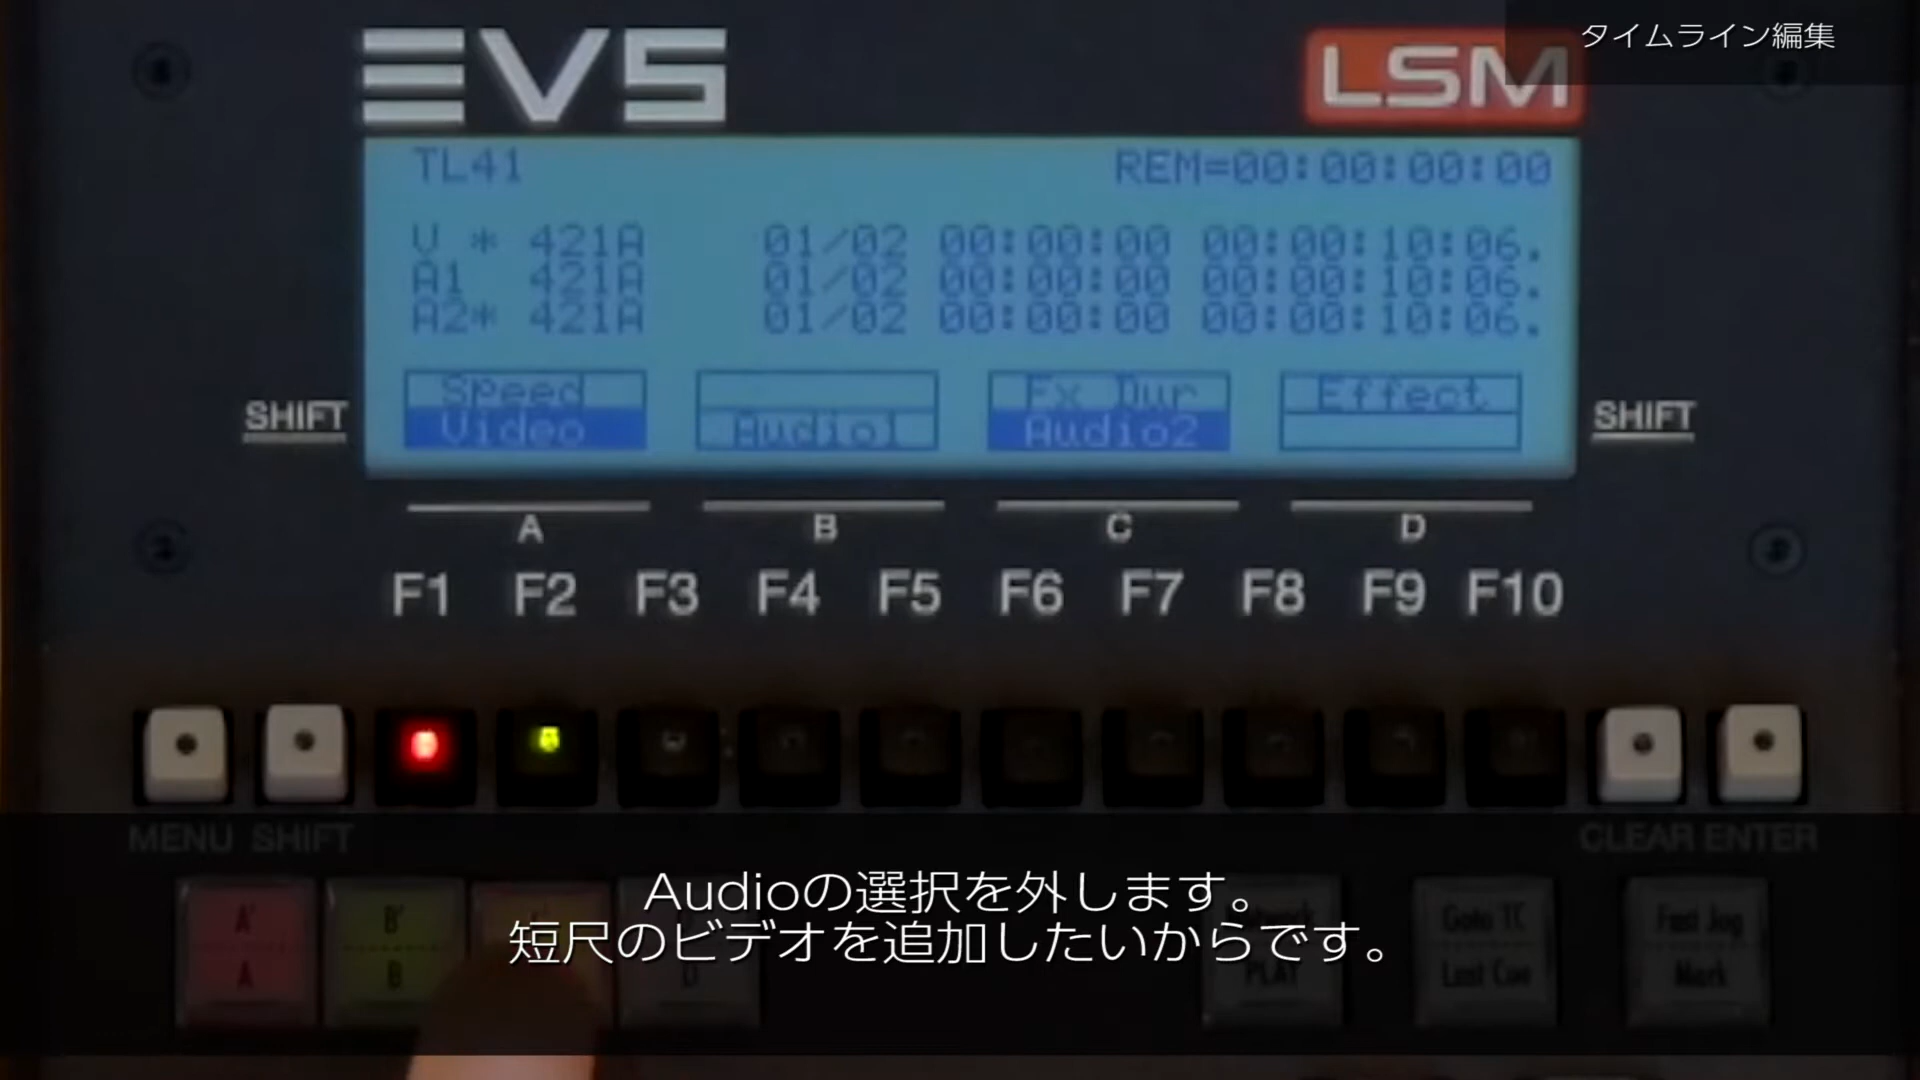 タイムライン編集
EVS
LSM
TL41 REM=00:00:00:00
V * 421A 01/02 00:00:00 00:00:10:06.
A1 421A 01/02 00:00:00 00:00:10:06.
A2* 421A 01/02 00:00:00 00:00:10:06.
Speed Fx Dur Effect
Video Audio1 Audio2
SHIFT SHIFT
A B C D
F1 F2 F3 F4 F5 F6 F7 F8 F9 F10
MENU SHIFT CLEAR ENTER
Audioの選択を外します。
短尺のビデオを追加したいからです。
A' B' Goto TC Fast Jog
A B D PLAY Last Cue Mark